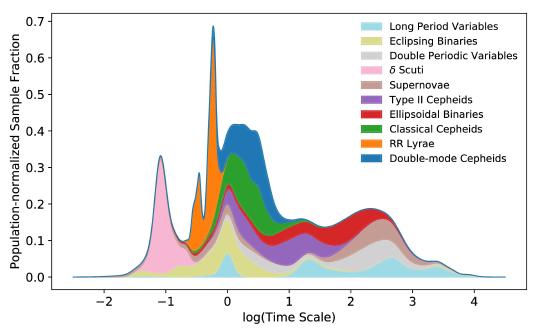 0.7
0.6
0.5
0.4
0.3
0.2
0.1
0.0
Population-normalized Sample Fraction
Long Period Variables
Eclipsing Binaries
Double Periodic Variables
δ Scuti
Supernovae
Type II Cepheids
Ellipsoidal Binaries
Classical Cepheids
RR Lyrae
Double-mode Cepheids
−2 −1 0 1 2 3 4
log(Time Scale)